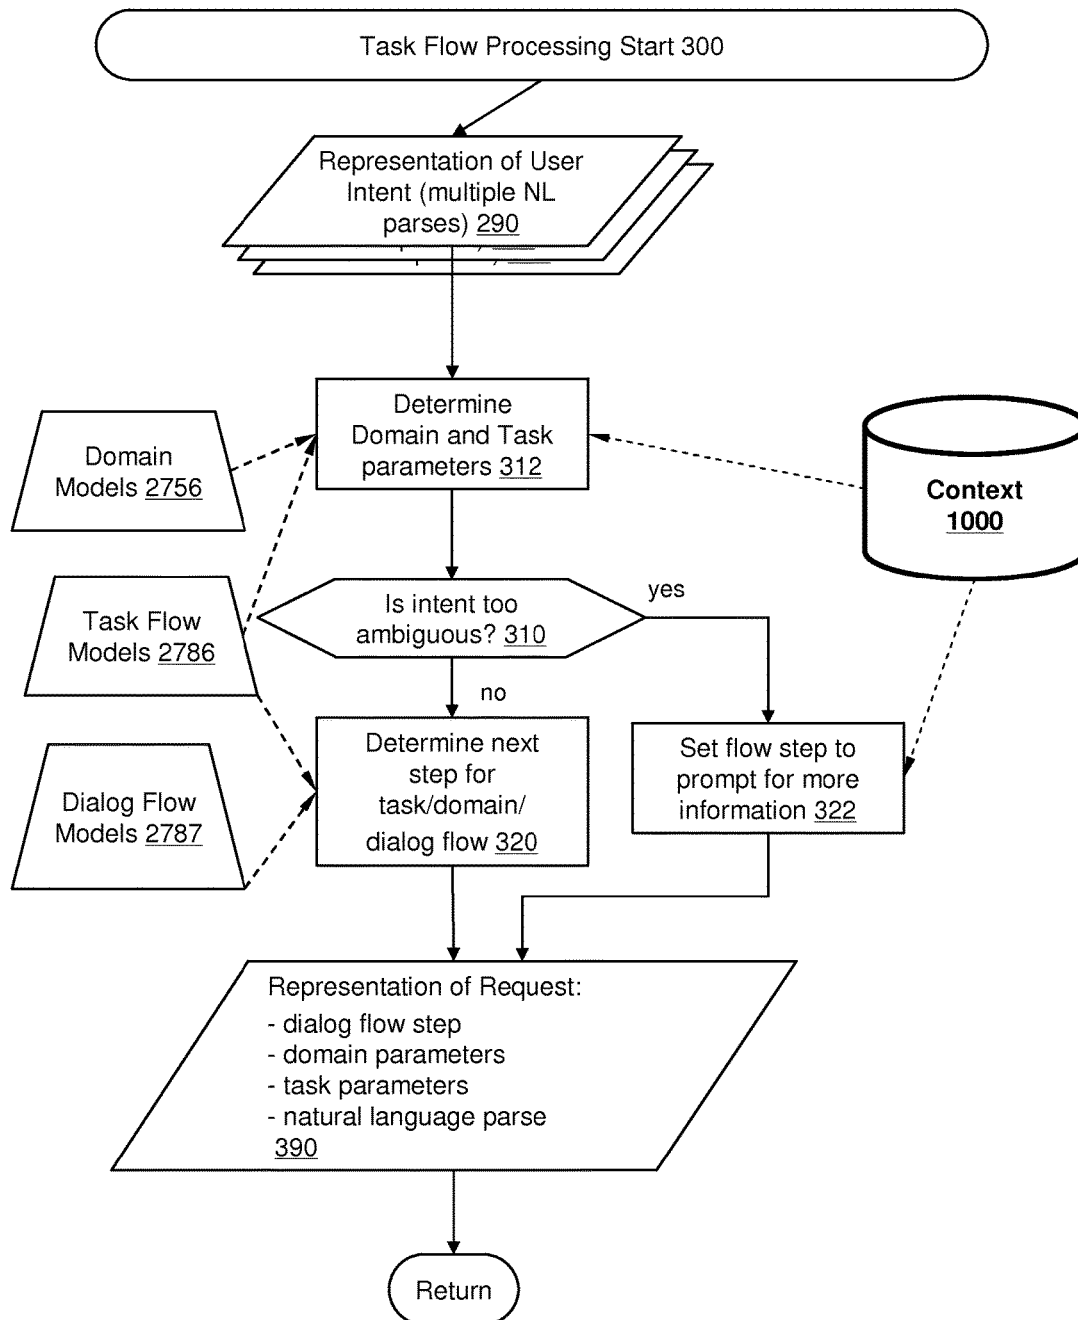 Task Flow Processing Start 300
Representation of User
Intent (multiple NL
parses) 290
Determine
Domain and Task
parameters 312
Domain
Models 2756
Context
1000
Is intent too
ambiguous? 310
yes
Task Flow
Models 2786
no
Determine next
step for
task/domain/
dialog flow 320
Set flow step to
prompt for more
information 322
Dialog Flow
Models 2787
Representation of Request:
- dialog flow step
- domain parameters
- task parameters
- natural language parse
390
Return